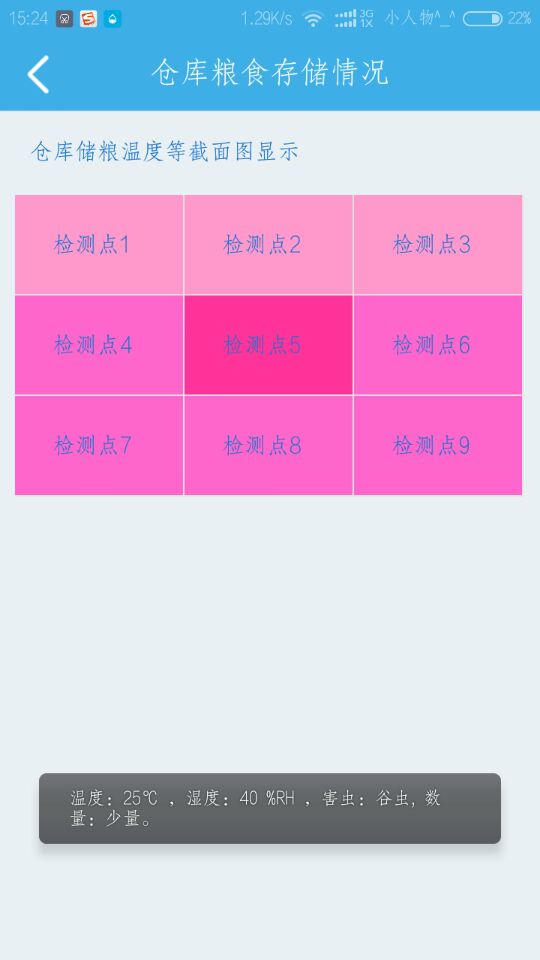 15:24 1.29K/s 3G 1X 小人物^_^ 22%
仓库粮食存储情况
仓库储粮温度等截面图显示
检测点1 检测点2 检测点3
检测点4 检测点5 检测点6
检测点7 检测点8 检测点9
温度：25℃ ，湿度：40 %RH ，害虫：谷虫, 数
量：少量。